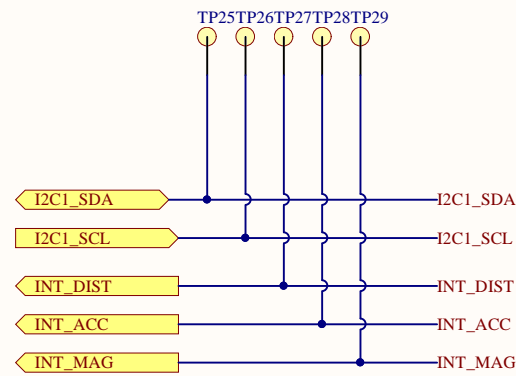 TP25TP26TP27TP28TP29
I2C1_SDA I2C1_SDA
I2C1_SCL I2C1_SCL
INT_DIST INT_DIST
INT_ACC INT_ACC
INT_MAG INT_MAG